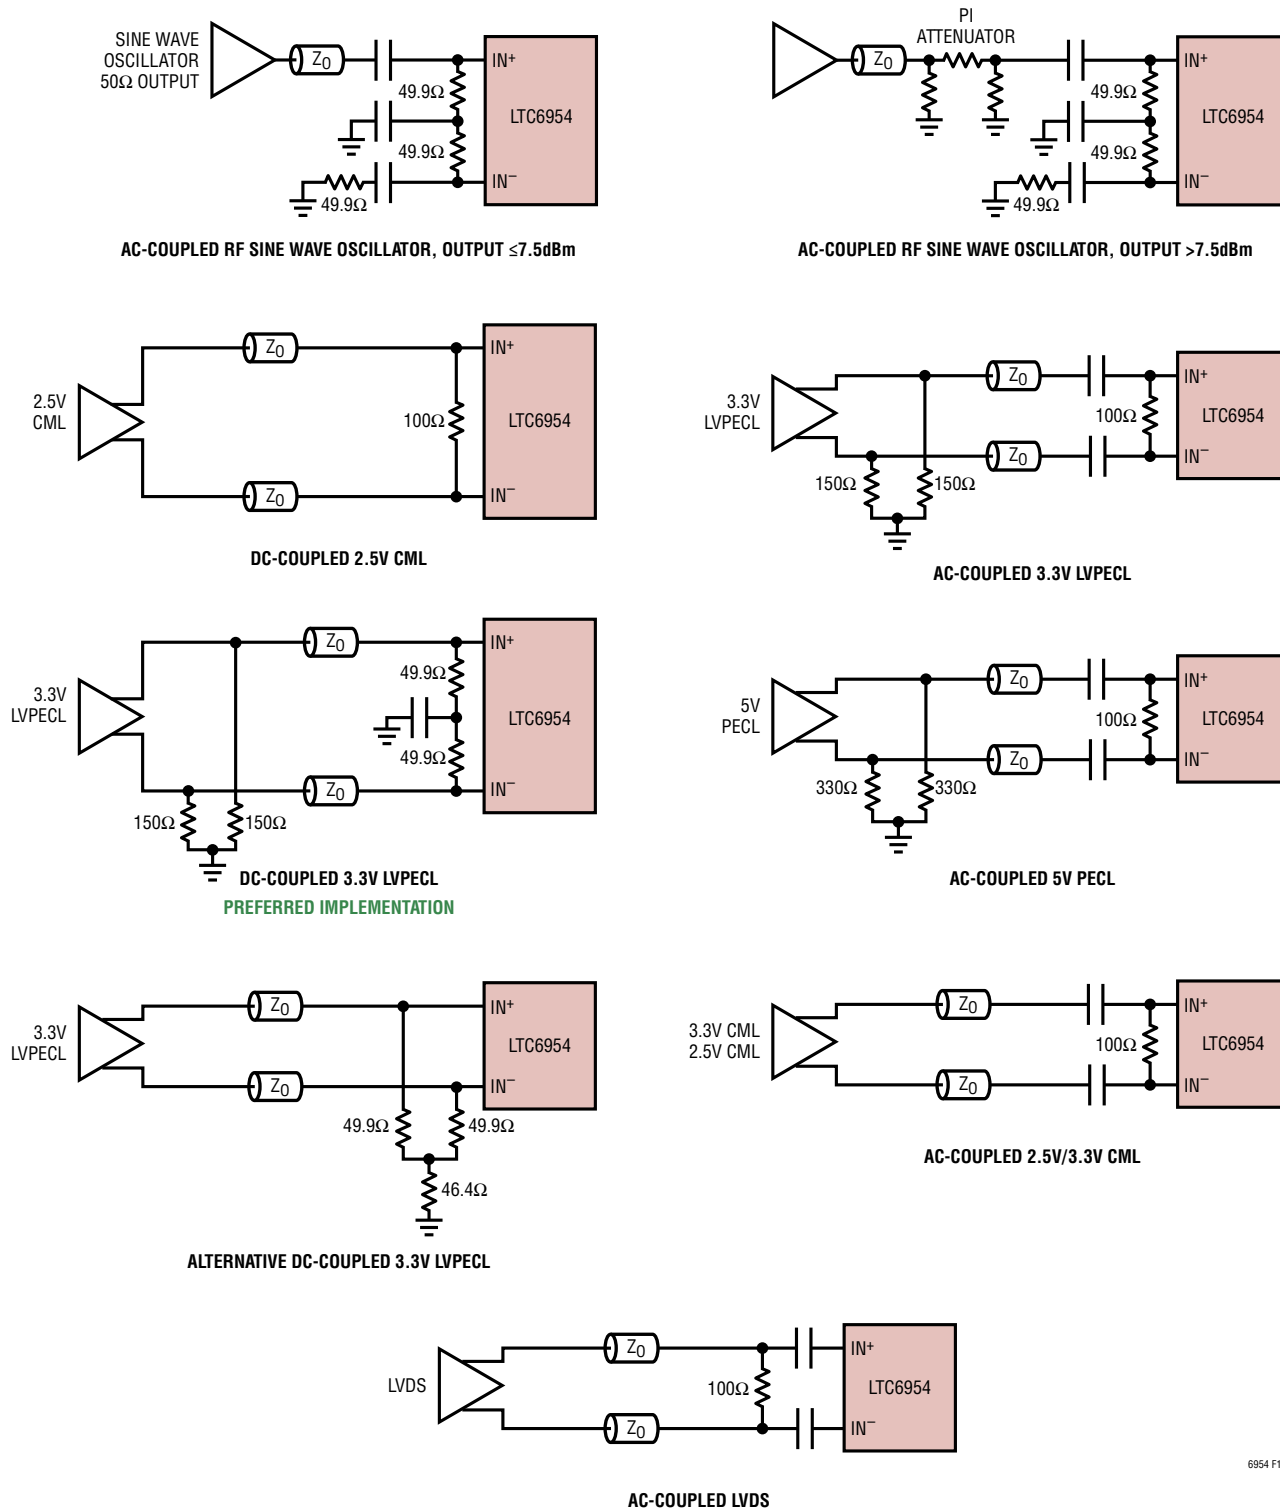 SINE WAVE
OSCILLATOR
50Ω OUTPUT
Z0
49.9Ω
49.9Ω
49.9Ω
IN+
LTC6954
IN−
AC-COUPLED RF SINE WAVE OSCILLATOR, OUTPUT ≤7.5dBm
PI
ATTENUATOR
Z0
49.9Ω
49.9Ω
49.9Ω
IN+
LTC6954
IN−
AC-COUPLED RF SINE WAVE OSCILLATOR, OUTPUT >7.5dBm
2.5V
CML
Z0
Z0
100Ω
IN+
LTC6954
IN−
DC-COUPLED 2.5V CML
3.3V
LVPECL
150Ω
150Ω
Z0
Z0
100Ω
IN+
LTC6954
IN−
AC-COUPLED 3.3V LVPECL
3.3V
LVPECL
150Ω
150Ω
Z0
Z0
49.9Ω
49.9Ω
IN+
LTC6954
IN−
DC-COUPLED 3.3V LVPECL
PREFERRED IMPLEMENTATION
5V
PECL
330Ω
330Ω
Z0
Z0
100Ω
IN+
LTC6954
IN−
AC-COUPLED 5V PECL
3.3V
LVPECL
Z0
Z0
49.9Ω
49.9Ω
46.4Ω
IN+
LTC6954
IN−
ALTERNATIVE DC-COUPLED 3.3V LVPECL
3.3V CML
2.5V CML
Z0
Z0
100Ω
IN+
LTC6954
IN−
AC-COUPLED 2.5V/3.3V CML
LVDS
Z0
Z0
100Ω
IN+
LTC6954
IN−
AC-COUPLED LVDS
6954 F1